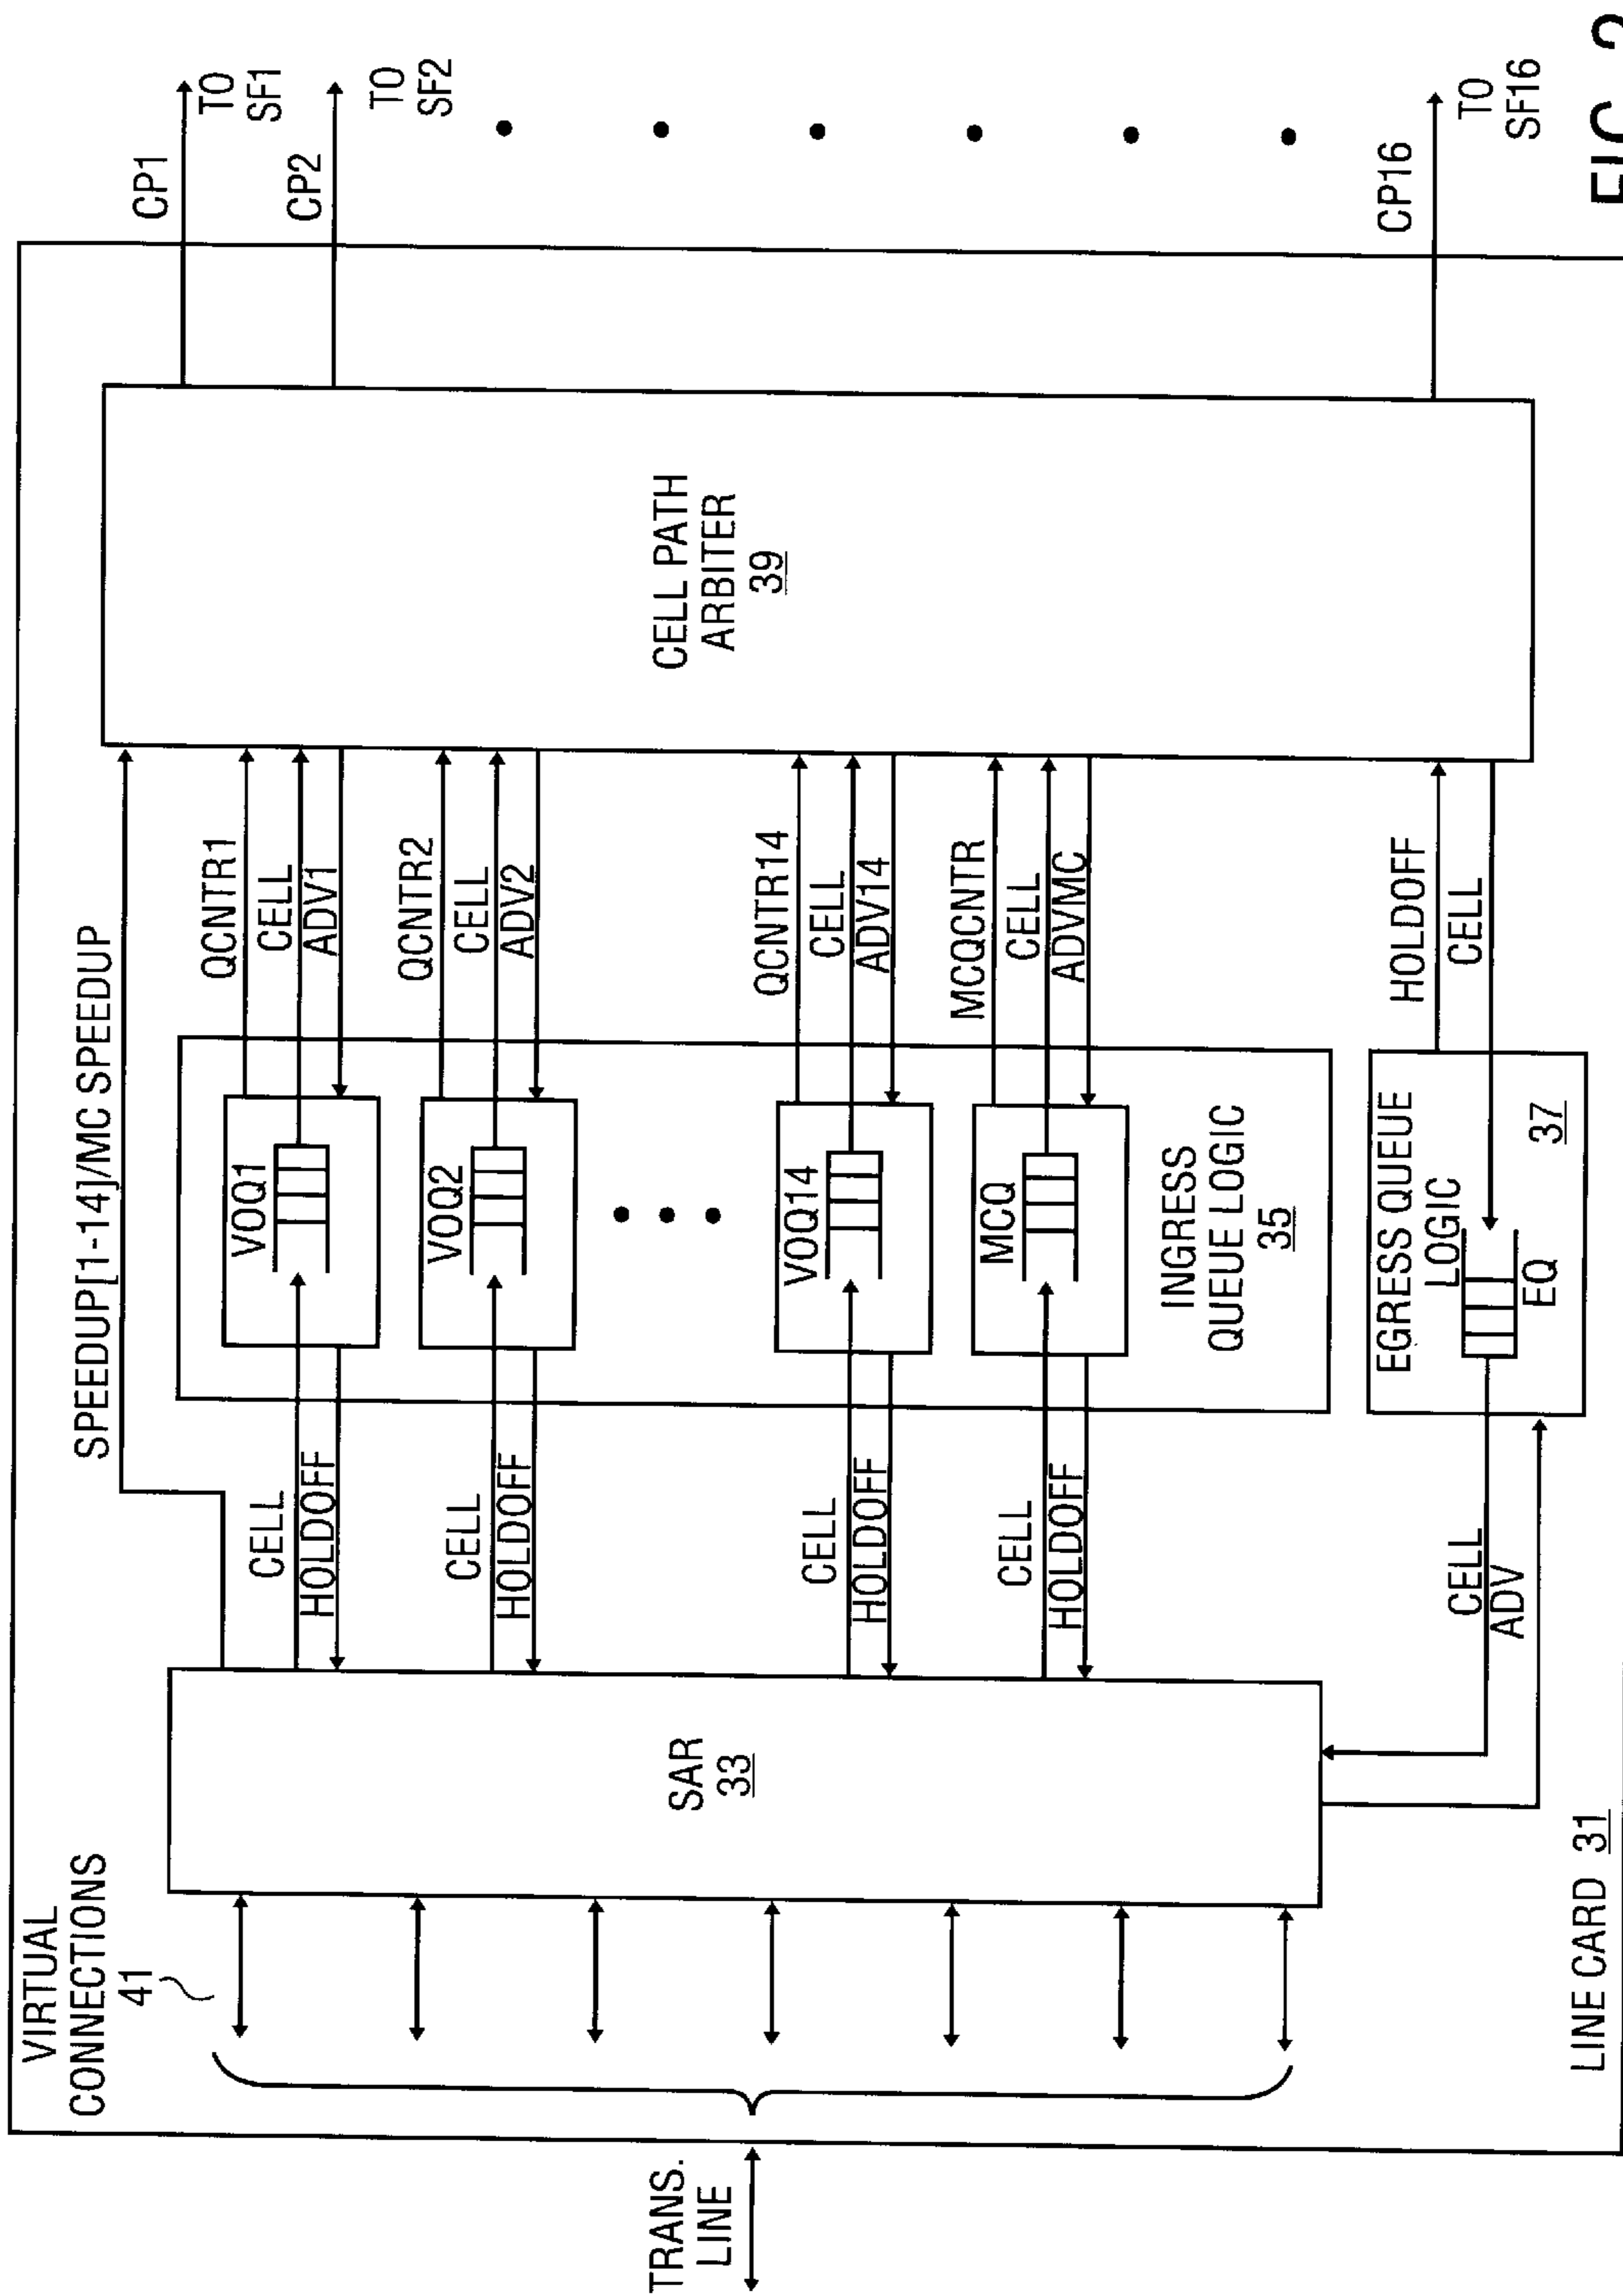 VIRTUAL
CONNECTIONS
41
TRANS.
LINE
LINE CARD 31
SAR
33
SPEEDUP[1-14]/MC SPEEDUP
CELL
HOLDOFF
CELL
HOLDOFF
CELL
HOLDOFF
CELL
HOLDOFF
CELL
ADV
VOQ1
VOQ2
VOQ14
MCQ
INGRESS
QUEUE LOGIC
35
EGRESS QUEUE
LOGIC
EQ
37
QCNTR1
CELL
ADV1
QCNTR2
CELL
ADV2
QCNTR14
CELL
ADV14
MCQCNTR
CELL
ADVMC
HOLDOFF
CELL
CELL PATH
ARBITER
39
CP1
TO
SF1
CP2
TO
SF2
CP16
TO
SF16